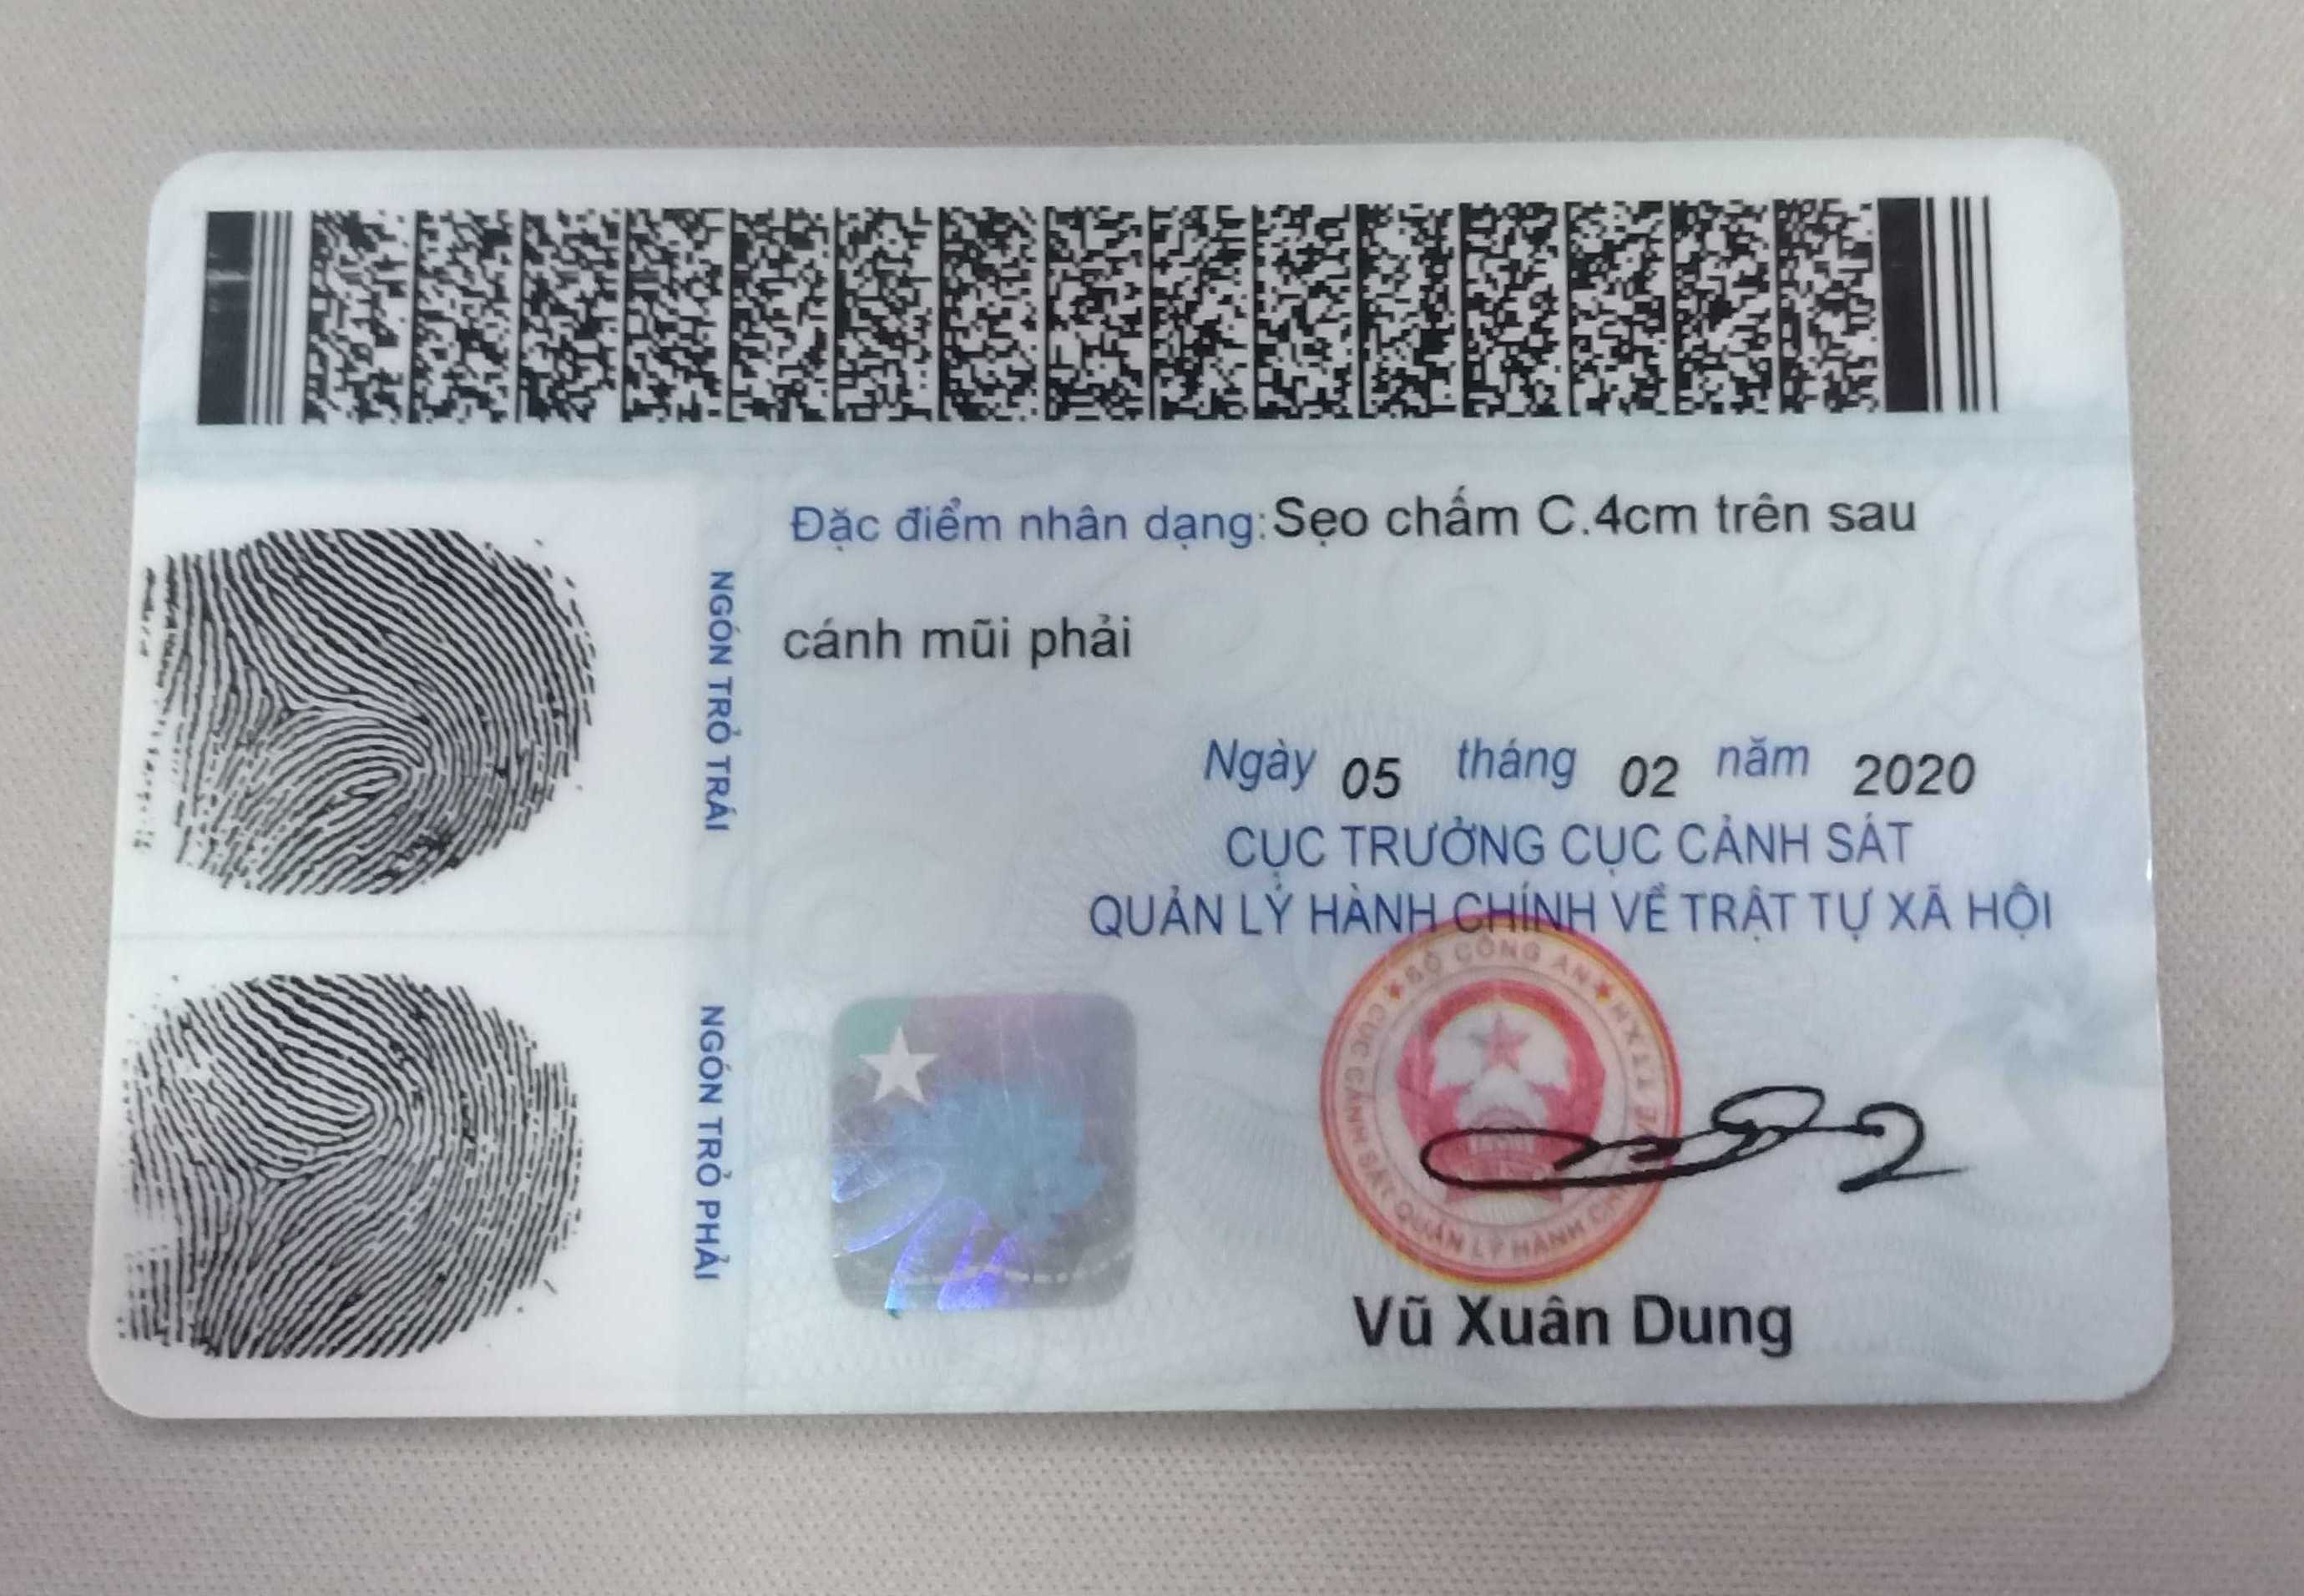 Đặc điểm nhân dạng: Sẹo chấm C.4cm trên sau
cánh mũi phải
NGÓN TRỎ TRÁI
NGÓN TRỎ PHẢI
Ngày 05 tháng 02 năm 2020
CỤC TRƯỞNG CỤC CẢNH SÁT
QUẢN LÝ HÀNH CHÍNH VỀ TRẬT TỰ XÃ HỘI
BỘ CÔNG AN
CỤC CẢNH SÁT QUẢN LÝ HÀNH
Vũ Xuân Dung